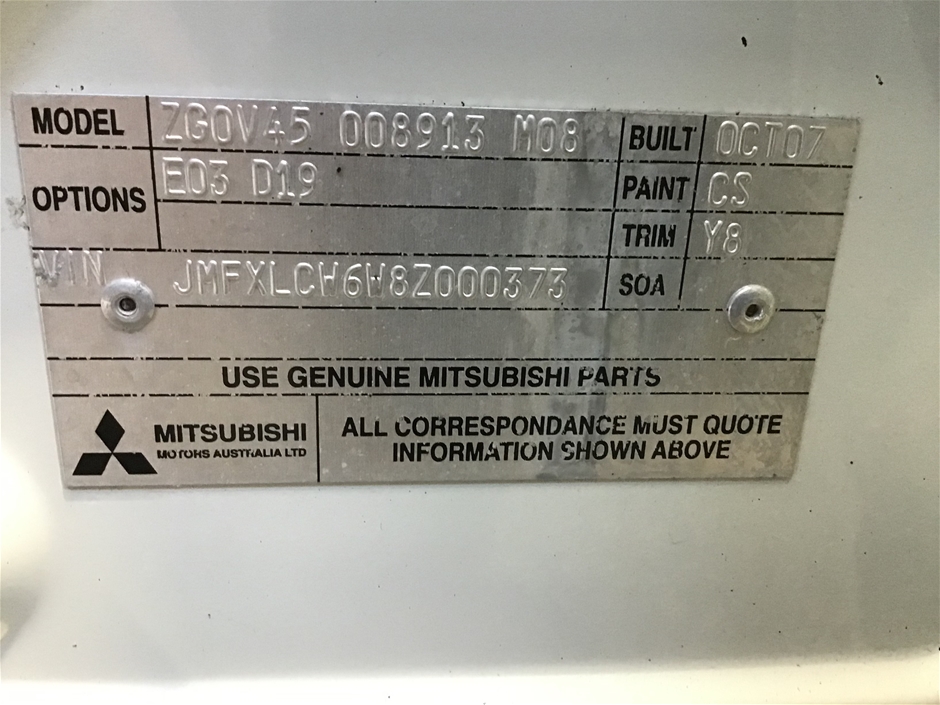 MODEL ZG0V45 008913 M08 BUILT OCT07
OPTIONS E03 D19 PAINT CS
TRIM Y8
VIN JMFXLCW6W8Z000373 SOA
USE GENUINE MITSUBISHI PARTS
MITSUBISHI
MOTORS AUSTRALIA LTD
ALL CORRESPONDANCE MUST QUOTE
INFORMATION SHOWN ABOVE